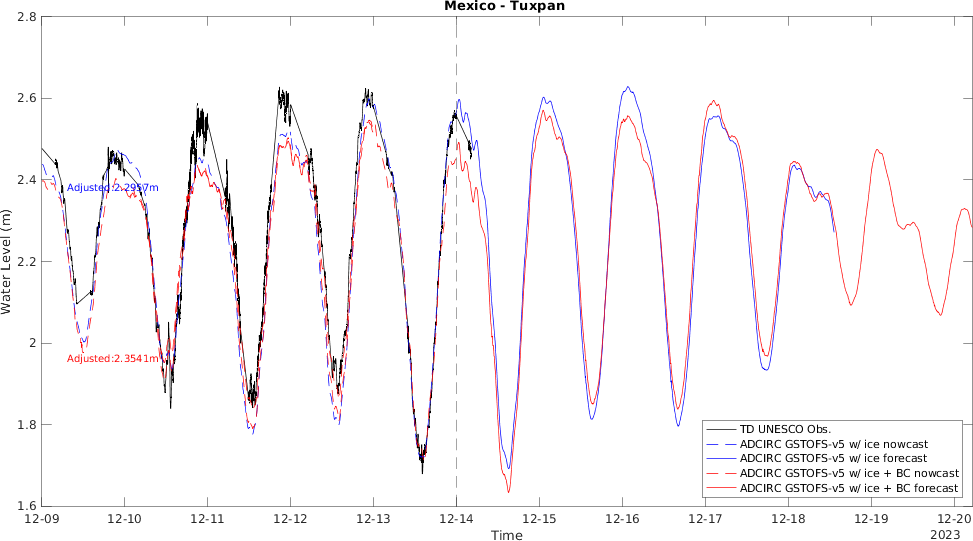 Mexico - Tuxpan
2.8
2.6
2.4
2.2
2
1.8
1.6
Water Level (m)
Adjusted:2.2957m
Adjusted:2.3541m
TD UNESCO Obs.
ADCIRC GSTOFS-v5 w/ ice nowcast
ADCIRC GSTOFS-v5 w/ ice forecast
ADCIRC GSTOFS-v5 w/ ice + BC nowcast
ADCIRC GSTOFS-v5 w/ ice + BC forecast
12-09 12-10 12-11 12-12 12-13 12-14 12-15 12-16 12-17 12-18 12-19 12-20
Time
2023